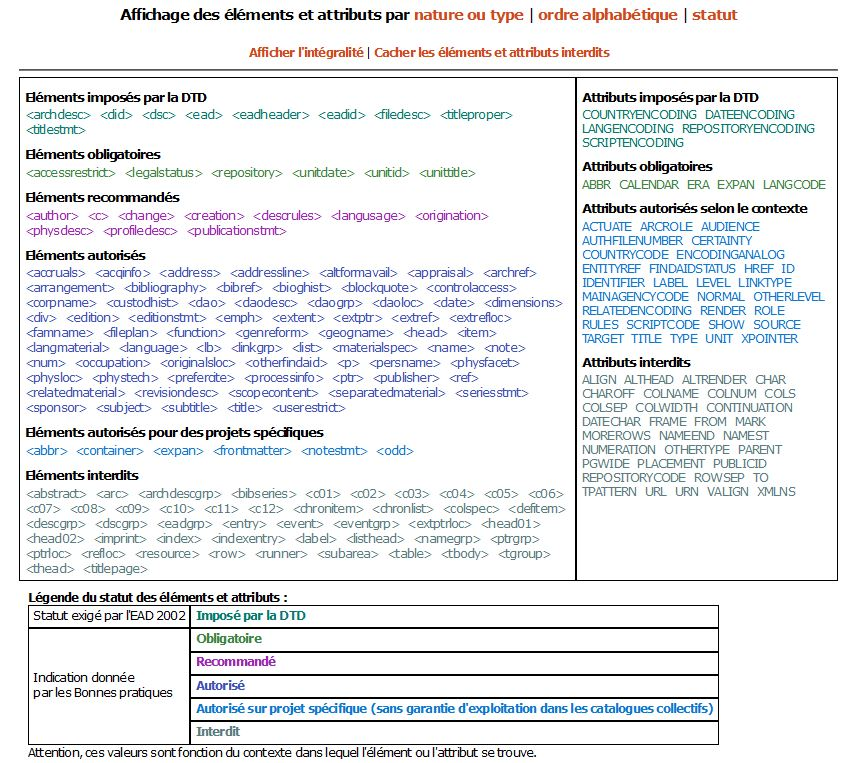 Affichage des éléments et attributs par nature ou type | ordre alphabétique | statut
Afficher l'intégralité | Cacher les éléments et attributs interdits
Eléments imposés par la DTD
<archdesc> <did> <dsc> <ead> <eadheader> <eadid> <filedesc> <titleproper>
<titlestmt>
Eléments obligatoires
<accessrestrict> <legalstatus> <repository> <unitdate> <unitid> <unittitle>
Eléments recommandés
<author> <c> <change> <creation> <descrules> <langusage> <origination>
<physdesc> <profiledesc> <publicationstmt>
Eléments autorisés
<accruals> <acqinfo> <address> <addressline> <altformavail> <appraisal> <archref>
<arrangement> <bibliography> <bibref> <bioghist> <blockquote> <controlaccess>
<corpname> <custodhist> <dao> <daodesc> <daogrp> <daoloc> <date> <dimensions>
<div> <edition> <editionstmt> <emph> <extent> <extptr> <extref> <extrefloc>
<famname> <fileplan> <function> <genreform> <geogname> <head> <item>
<langmaterial> <language> <lb> <linkgrp> <list> <materialspec> <name> <note>
<num> <occupation> <originalsloc> <otherfindaid> <p> <persname> <physfacet>
<physloc> <phystech> <prefercite> <processinfo> <ptr> <publisher> <ref>
<relatedmaterial> <revisiondesc> <scopecontent> <separatedmaterial> <seriesstmt>
<sponsor> <subject> <subtitle> <title> <userestrict>
Eléments autorisés pour des projets spécifiques
<abbr> <container> <expan> <frontmatter> <notestmt> <odd>
Eléments interdits
<abstract> <arc> <archdescgrp> <bibseries> <c01> <c02> <c03> <c04> <c05> <c06>
<c07> <c08> <c09> <c10> <c11> <c12> <chronitem> <chronlist> <colspec> <defitem>
<descgrp> <dscgrp> <eadgrp> <entry> <event> <eventgrp> <extptrloc> <head01>
<head02> <imprint> <index> <indexentry> <label> <listhead> <namegrp> <ptrgrp>
<ptrloc> <refloc> <resource> <row> <runner> <subarea> <table> <tbody> <tgroup>
<thead> <titlepage>
Attributs imposés par la DTD
COUNTRYENCODING DATEENCODING
LANGENCODING REPOSITORYENCODING
SCRIPTENCODING
Attributs obligatoires
ABBR CALENDAR ERA EXPAN LANGCODE
Attributs autorisés selon le contexte
ACTUATE ARCROLE AUDIENCE
AUTHFILENUMBER CERTAINTY
COUNTRYCODE ENCODINGANALOG
ENTITYREF FINDAIDSTATUS HREF ID
IDENTIFIER LABEL LEVEL LINKTYPE
MAINAGENCYCODE NORMAL OTHERLEVEL
RELATEDENCODING RENDER ROLE
RULES SCRIPTCODE SHOW SOURCE
TARGET TITLE TYPE UNIT XPOINTER
Attributs interdits
ALIGN ALTHEAD ALTRENDER CHAR
CHAROFF COLNAME COLNUM COLS
COLSEP COLWIDTH CONTINUATION
DATECHAR FRAME FROM MARK
MOREROWS NAMEEND NAMEST
NUMERATION OTHERTYPE PARENT
PGWIDE PLACEMENT PUBLICID
REPOSITORYCODE ROWSEP TO
TPATTERN URL URN VALIGN XMLNS
Légende du statut des éléments et attributs :
Statut exigé par l'EAD 2002 Imposé par la DTD
Indication donnée
par les Bonnes pratiques
Obligatoire
Recommandé
Autorisé
Autorisé sur projet spécifique (sans garantie d'exploitation dans les catalogues collectifs)
Interdit
Attention, ces valeurs sont fonction du contexte dans lequel l'élément ou l'attribut se trouve.